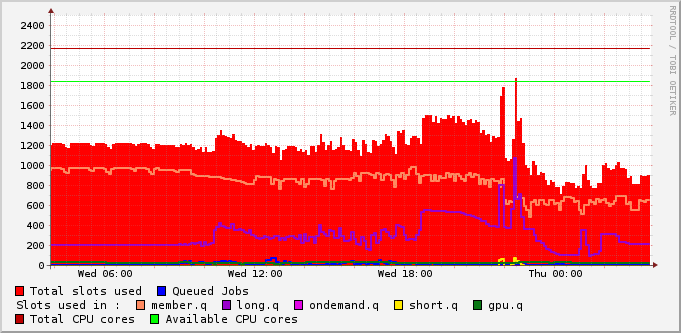 RRDTOOL / TOBI OETIKER
2400
2200
2000
1800
1600
1400
1200
1000
800
600
400
200
0
Wed 06:00 Wed 12:00 Wed 18:00 Thu 00:00
Total slots used Queued Jobs
Slots used in : member.q long.q ondemand.q short.q gpu.q
Total CPU cores Available CPU cores